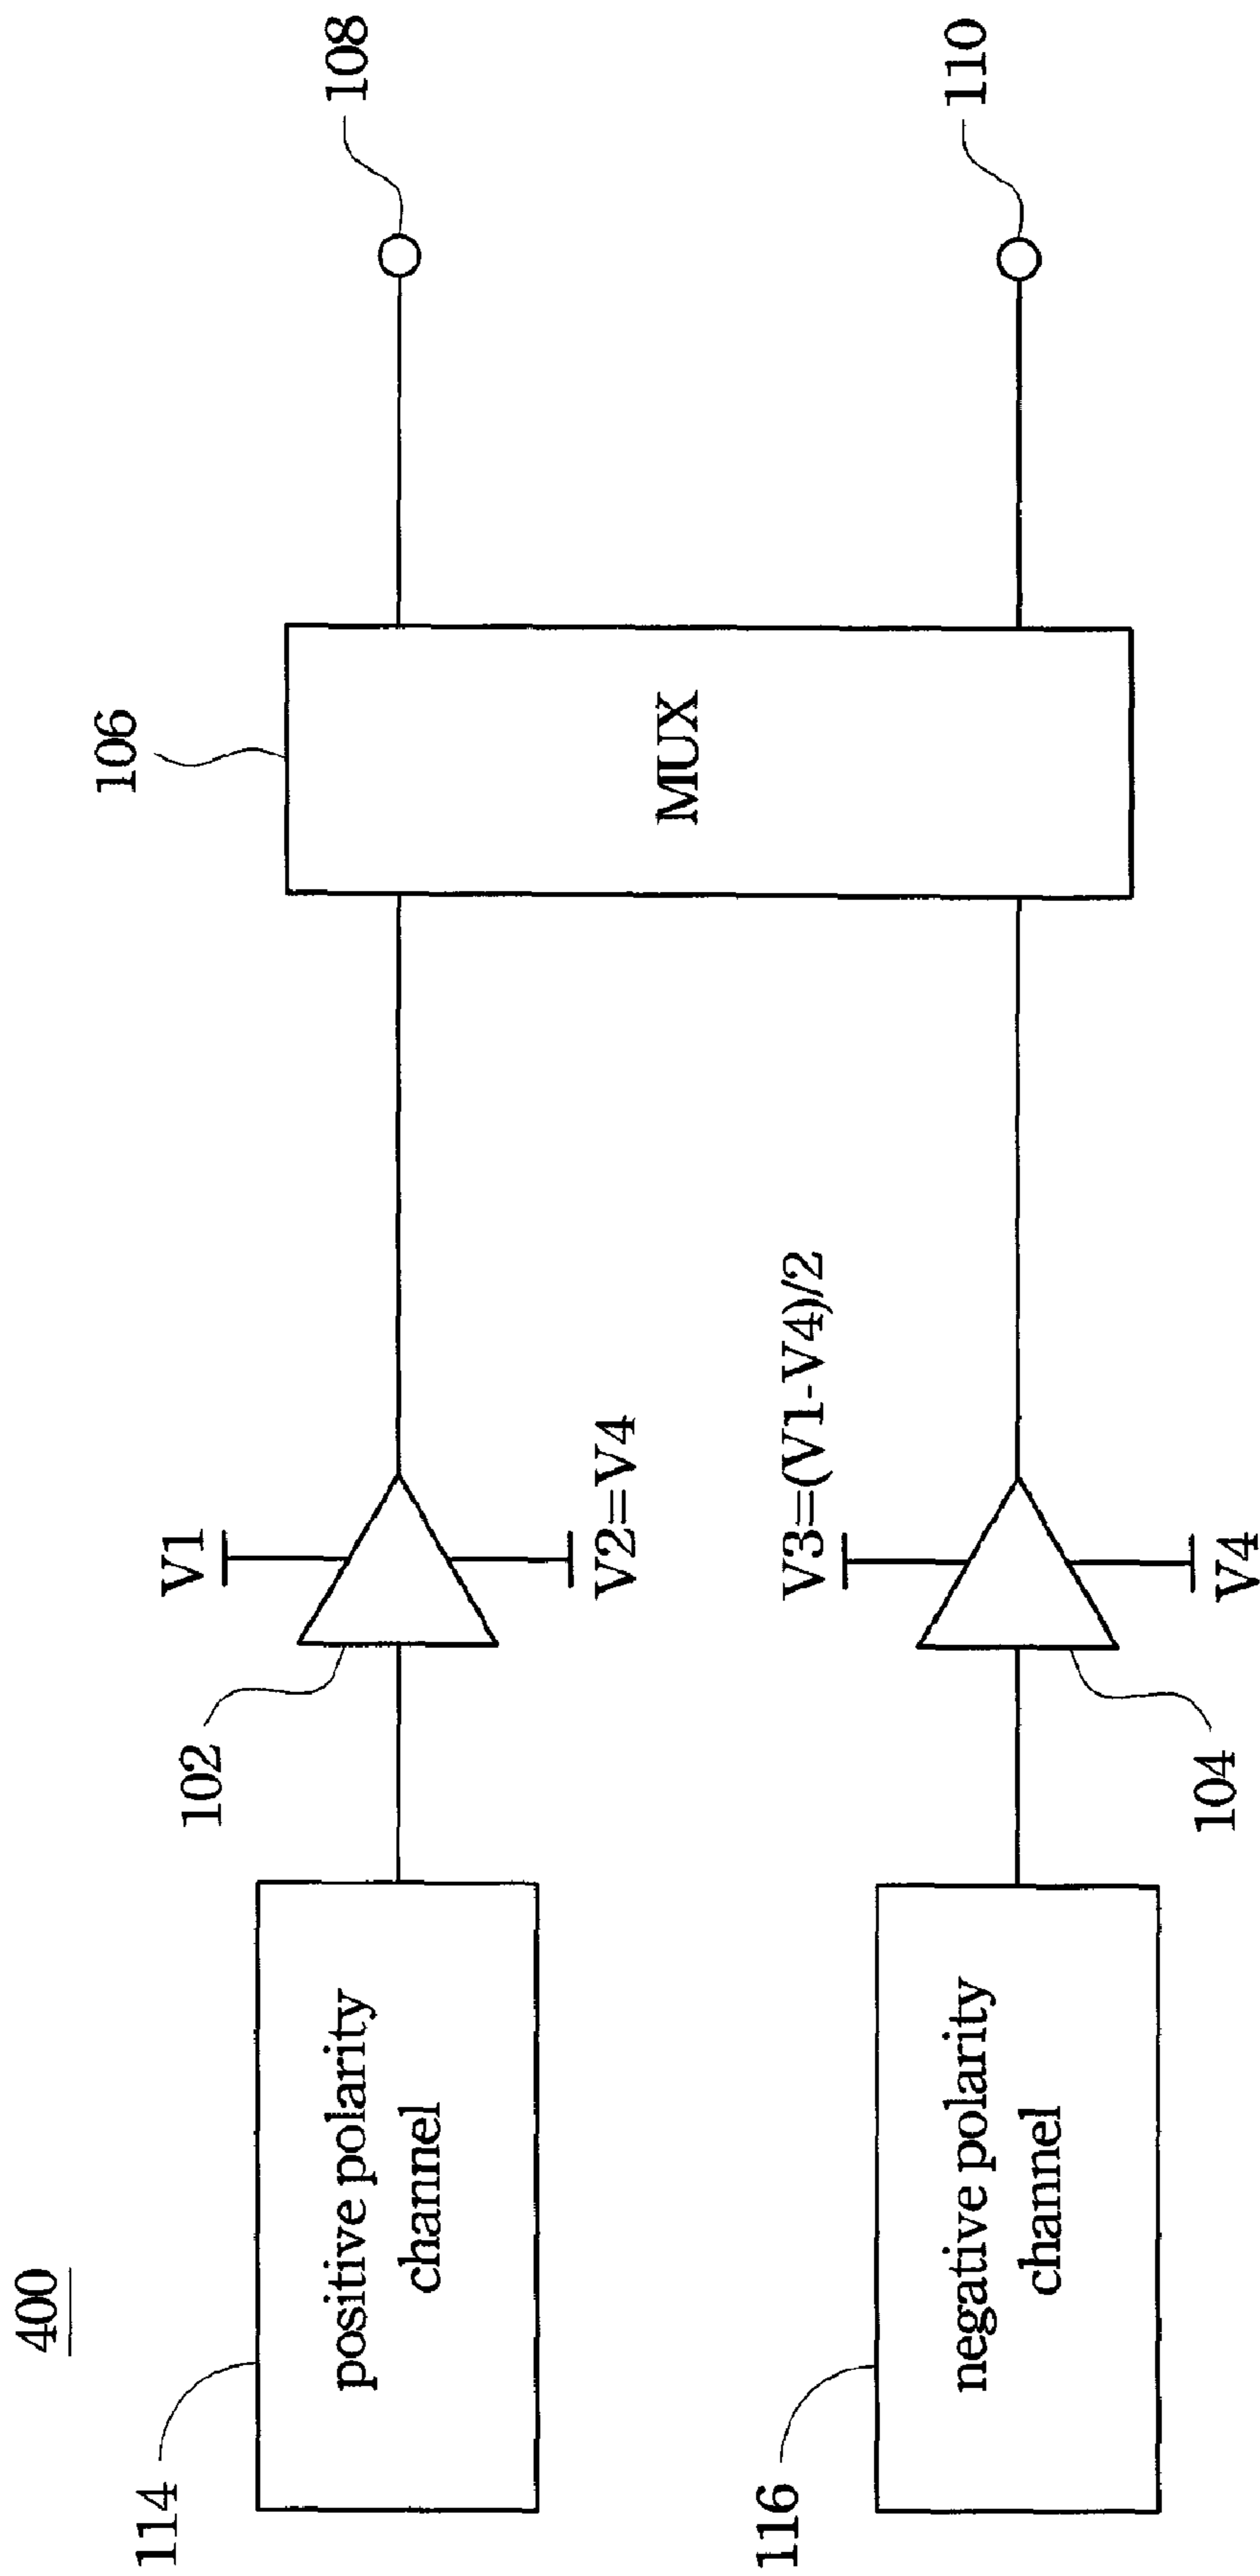 400
114
positive polarity
channel
102
V1
V2=V4
106
MUX
108
116
negative polarity
channel
104
V3=(V1-V4)/2
V4
110